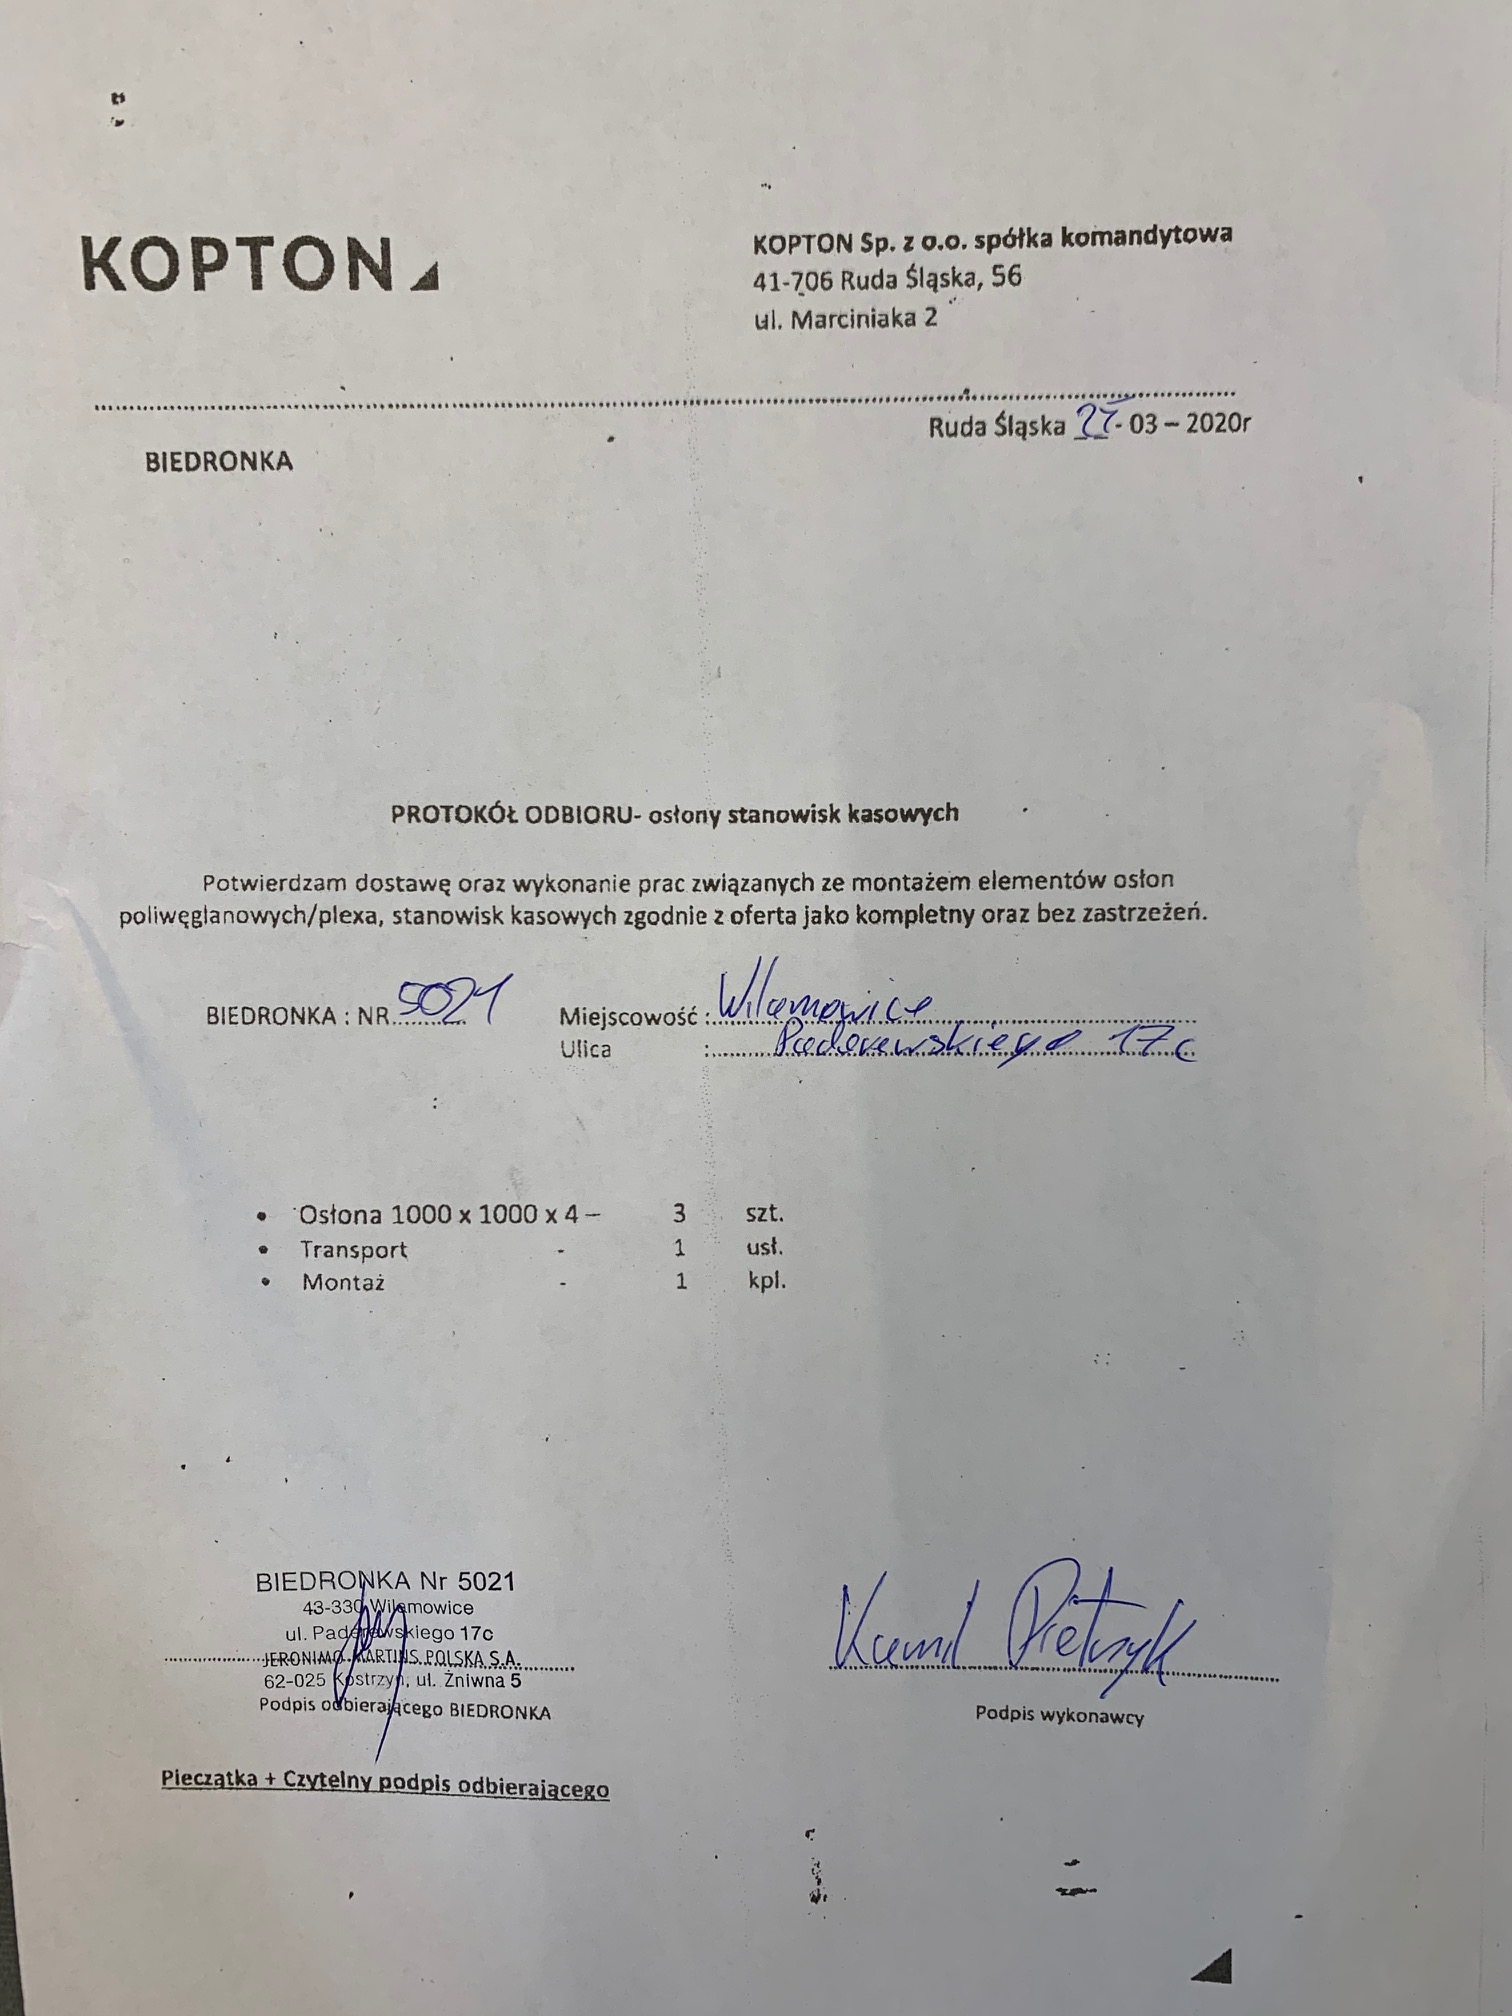 KOPTON
KOPTON Sp. z o.o. spółka komandytowa
41-706 Ruda Śląska, 56
ul. Marciniaka 2
Ruda Śląska - 03 – 2020r
BIEDRONKA
PROTOKÓŁ ODBIORU- osłony stanowisk kasowych
Potwierdzam dostawę oraz wykonanie prac związanych ze montażem elementów osłon
poliwęglanowych/plexa, stanowisk kasowych zgodnie z oferta jako kompletny oraz bez zastrzeżeń.
BIEDRONKA : NR 5021 Miejscowość : Wilamowice
Ulica : Paderewskiego 17c
• Osłona 1000 x 1000 x 4 – 3 szt.
• Transport - 1 usł.
• Montaż - 1 kpl.
BIEDRONKA Nr 5021
43-330 Wilamowice
ul. Paderewskiego 17c
JERONIMO MARTINS POLSKA S.A.
62-025 Kostrzyn, ul. Żniwna 5
Podpis odbierającego BIEDRONKA
Kamil Pietrzyk
Podpis wykonawcy
Pieczątka + Czytelny podpis odbierającego